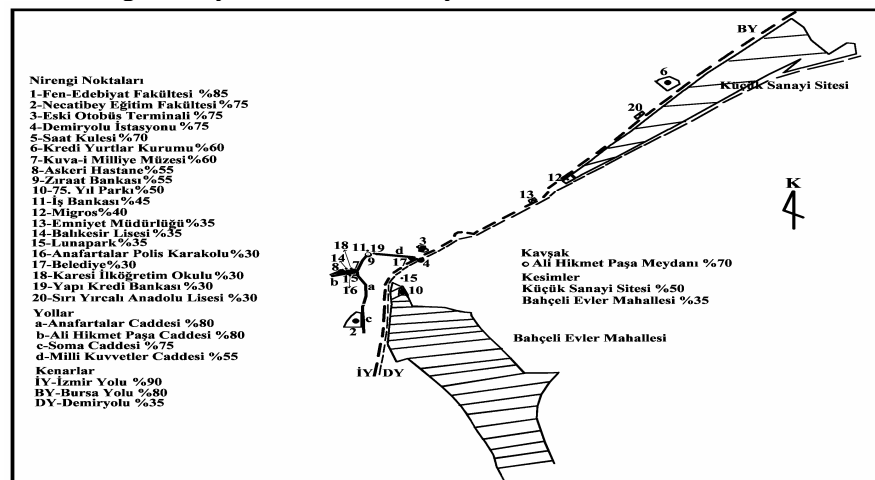 Nirengi Noktaları
1-Fen-Edebiyat Fakültesi %85
2-Necatibey Eğitim Fakültesi%75
3-Eski Otobüs Terminali %75
4-Demiryolu İstasyonu %75
5-Saat Kulesi%70
6-Kredi Yurtlar Kurumu%60
7-Kuva-i Milliye Müzesi%60
8-Askeri Hastane%55
9-Ziraat Bankası%55
10-75. Yıl Parkı%50
11-İş Bankası%45
12-Migros%40
13-Emniyet Müdürlüğü%35
14-Balıkesir Lisesi %35
15-Lunapark%35
16-Anafartalar Polis Karakolu%30
17-Belediye%30
18-Karesi İlköğretim Okulu%30
19-Yapı Kredi Bankası %30
20-Sırı Yırcalı Anadolu Lisesi %30
Yollar
a-Anafartalar Caddesi %80
b-Ali Hikmet Paşa Caddesi %80
c-Soma Caddesi %75
d-Milli Kuvvetler Caddesi %55
Kenarlar
İY-İzmir Yolu %90
BY-Bursa Yolu %80
DY-Demiryolu %35
BY
6
Küçük Sanayi Sitesi
20
12
13
K
18
11
19
d
3
14
7
9
17
4
8
1
5
15
b
16
a
10
2
c
İY
DY
Kavşak
Ali Hikmet Paşa Meydanı %70
Kesimler
Küçük Sanayi Sitesi %50
Bahçeli Evler Mahallesi %35
Bahçeli Evler Mahallesi